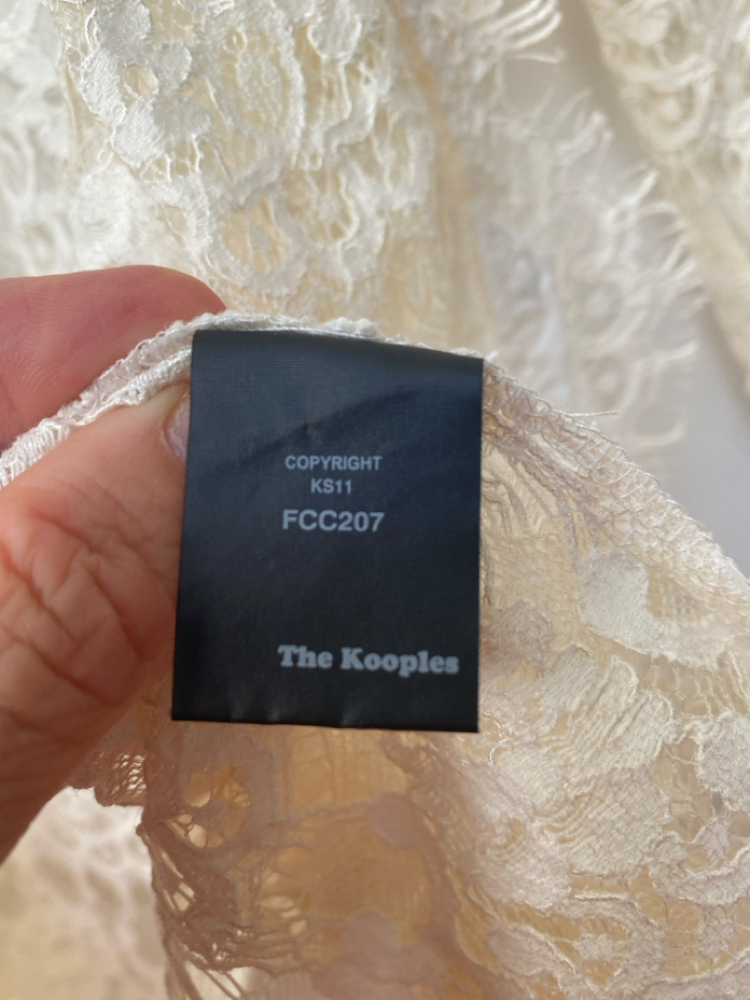 COPYRIGHT
KS11
FCC207
The Kooples